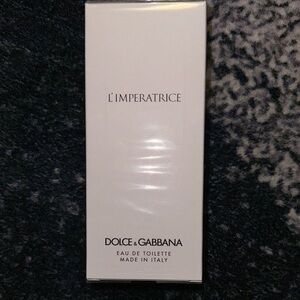 L'IMPERATRICE
DOLCE & GABBANA
EAU DE TOILETTE
MADE IN ITALY